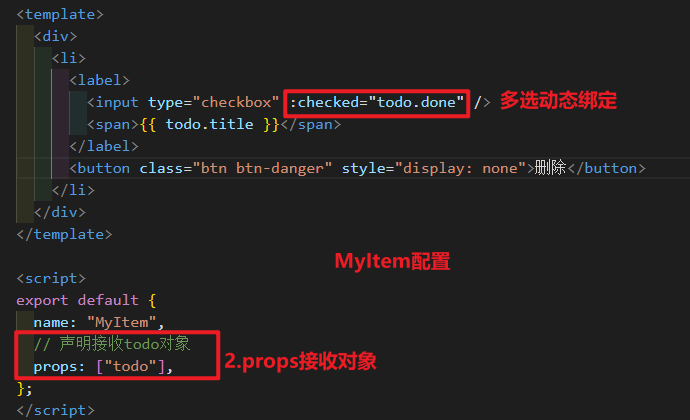 <template>
<div>
<li>
<label>
<input type="checkbox" :checked="todo.done" /> 多选动态绑定
<span>{{ todo.title }}</span>
</label>
<button class="btn btn-danger" style="display: none">删除</button>
</li>
</div>
</template>
MyItem配置
<script>
export default {
name: "MyItem",
// 声明接收todo对象
props: ["todo"], 2.props接收对象
};
</script>